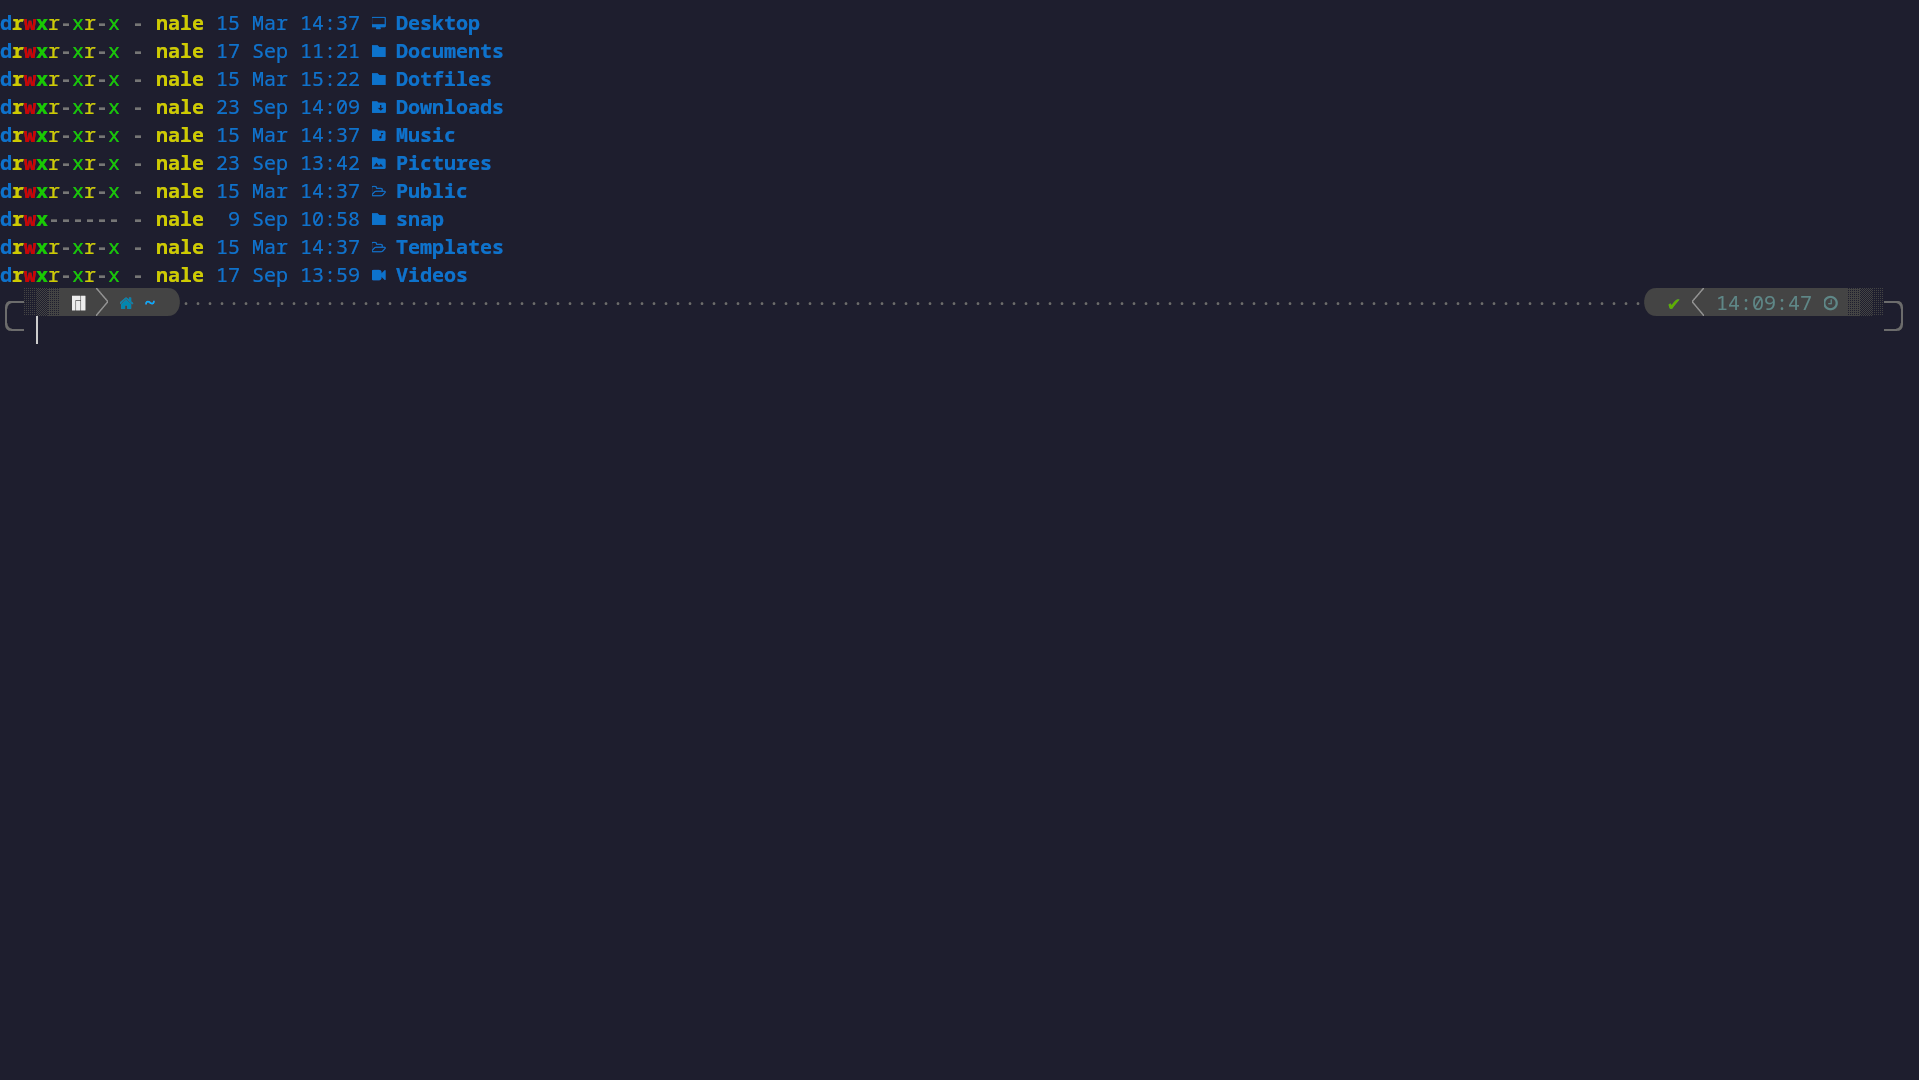 drwxr-xr-x - nale 15 Mar 14:37 Desktop
drwxr-xr-x - nale 17 Sep 11:21 Documents
drwxr-xr-x - nale 15 Mar 15:22 Dotfiles
drwxr-xr-x - nale 23 Sep 14:09 Downloads
drwxr-xr-x - nale 15 Mar 14:37 Music
drwxr-xr-x - nale 23 Sep 13:42 Pictures
drwxr-xr-x - nale 15 Mar 14:37 Public
drwx------ - nale  9 Sep 10:58 snap
drwxr-xr-x - nale 15 Mar 14:37 Templates
drwxr-xr-x - nale 17 Sep 13:59 Videos
~ ✔ 14:09:47